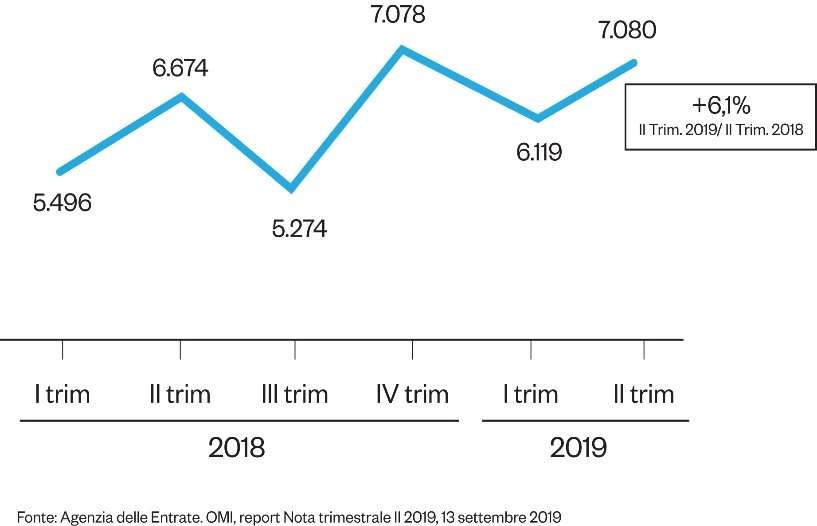 7.078
7.080
6.674
+6,1%
II Trim. 2019/ II Trim. 2018
6.119
5.496
5.274
I trim II trim III trim IV trim I trim II trim
2018 2019
Fonte: Agenzia delle Entrate. OMI, report Nota trimestrale II 2019, 13 settembre 2019